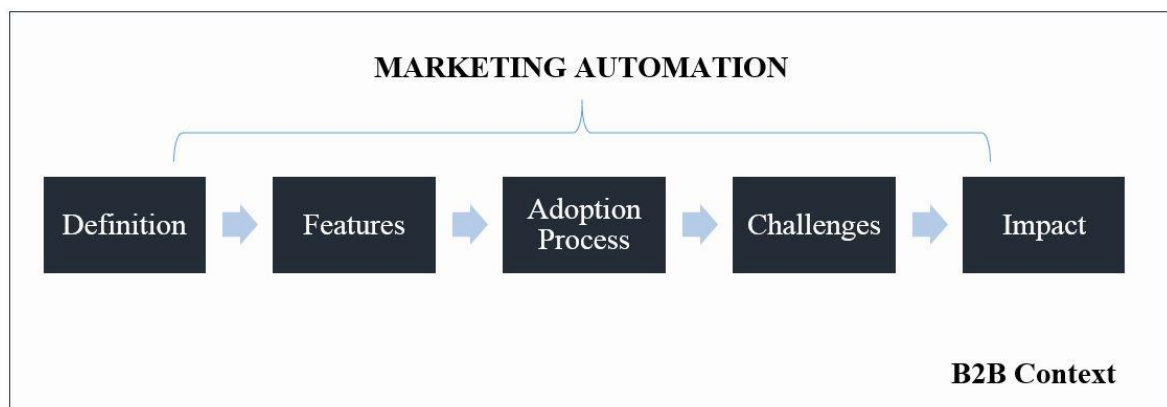 MARKETING AUTOMATION
Definition
Features
Adoption
Process
Challenges
Impact
B2B Context